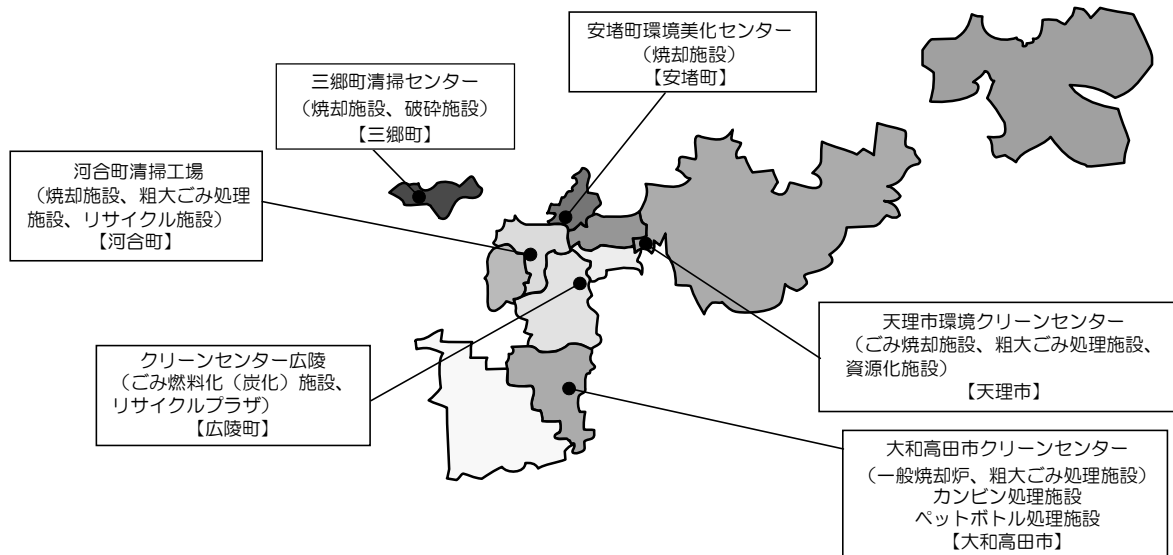 安堵町環境美化センター
（焼却施設）
【安堵町】
三郷町清掃センター
（焼却施設、破砕施設）
【三郷町】
河合町清掃工場
（焼却施設、粗大ごみ処理
施設、リサイクル施設）
【河合町】
天理市環境クリーンセンター
（ごみ焼却施設、粗大ごみ処理施設、
資源化施設）
【天理市】
クリーンセンター広陵
（ごみ燃料化（炭化）施設、
リサイクルプラザ）
【広陵町】
大和高田市クリーンセンター
（一般焼却炉、粗大ごみ処理施設）
カンビン処理施設
ペットボトル処理施設
【大和高田市】